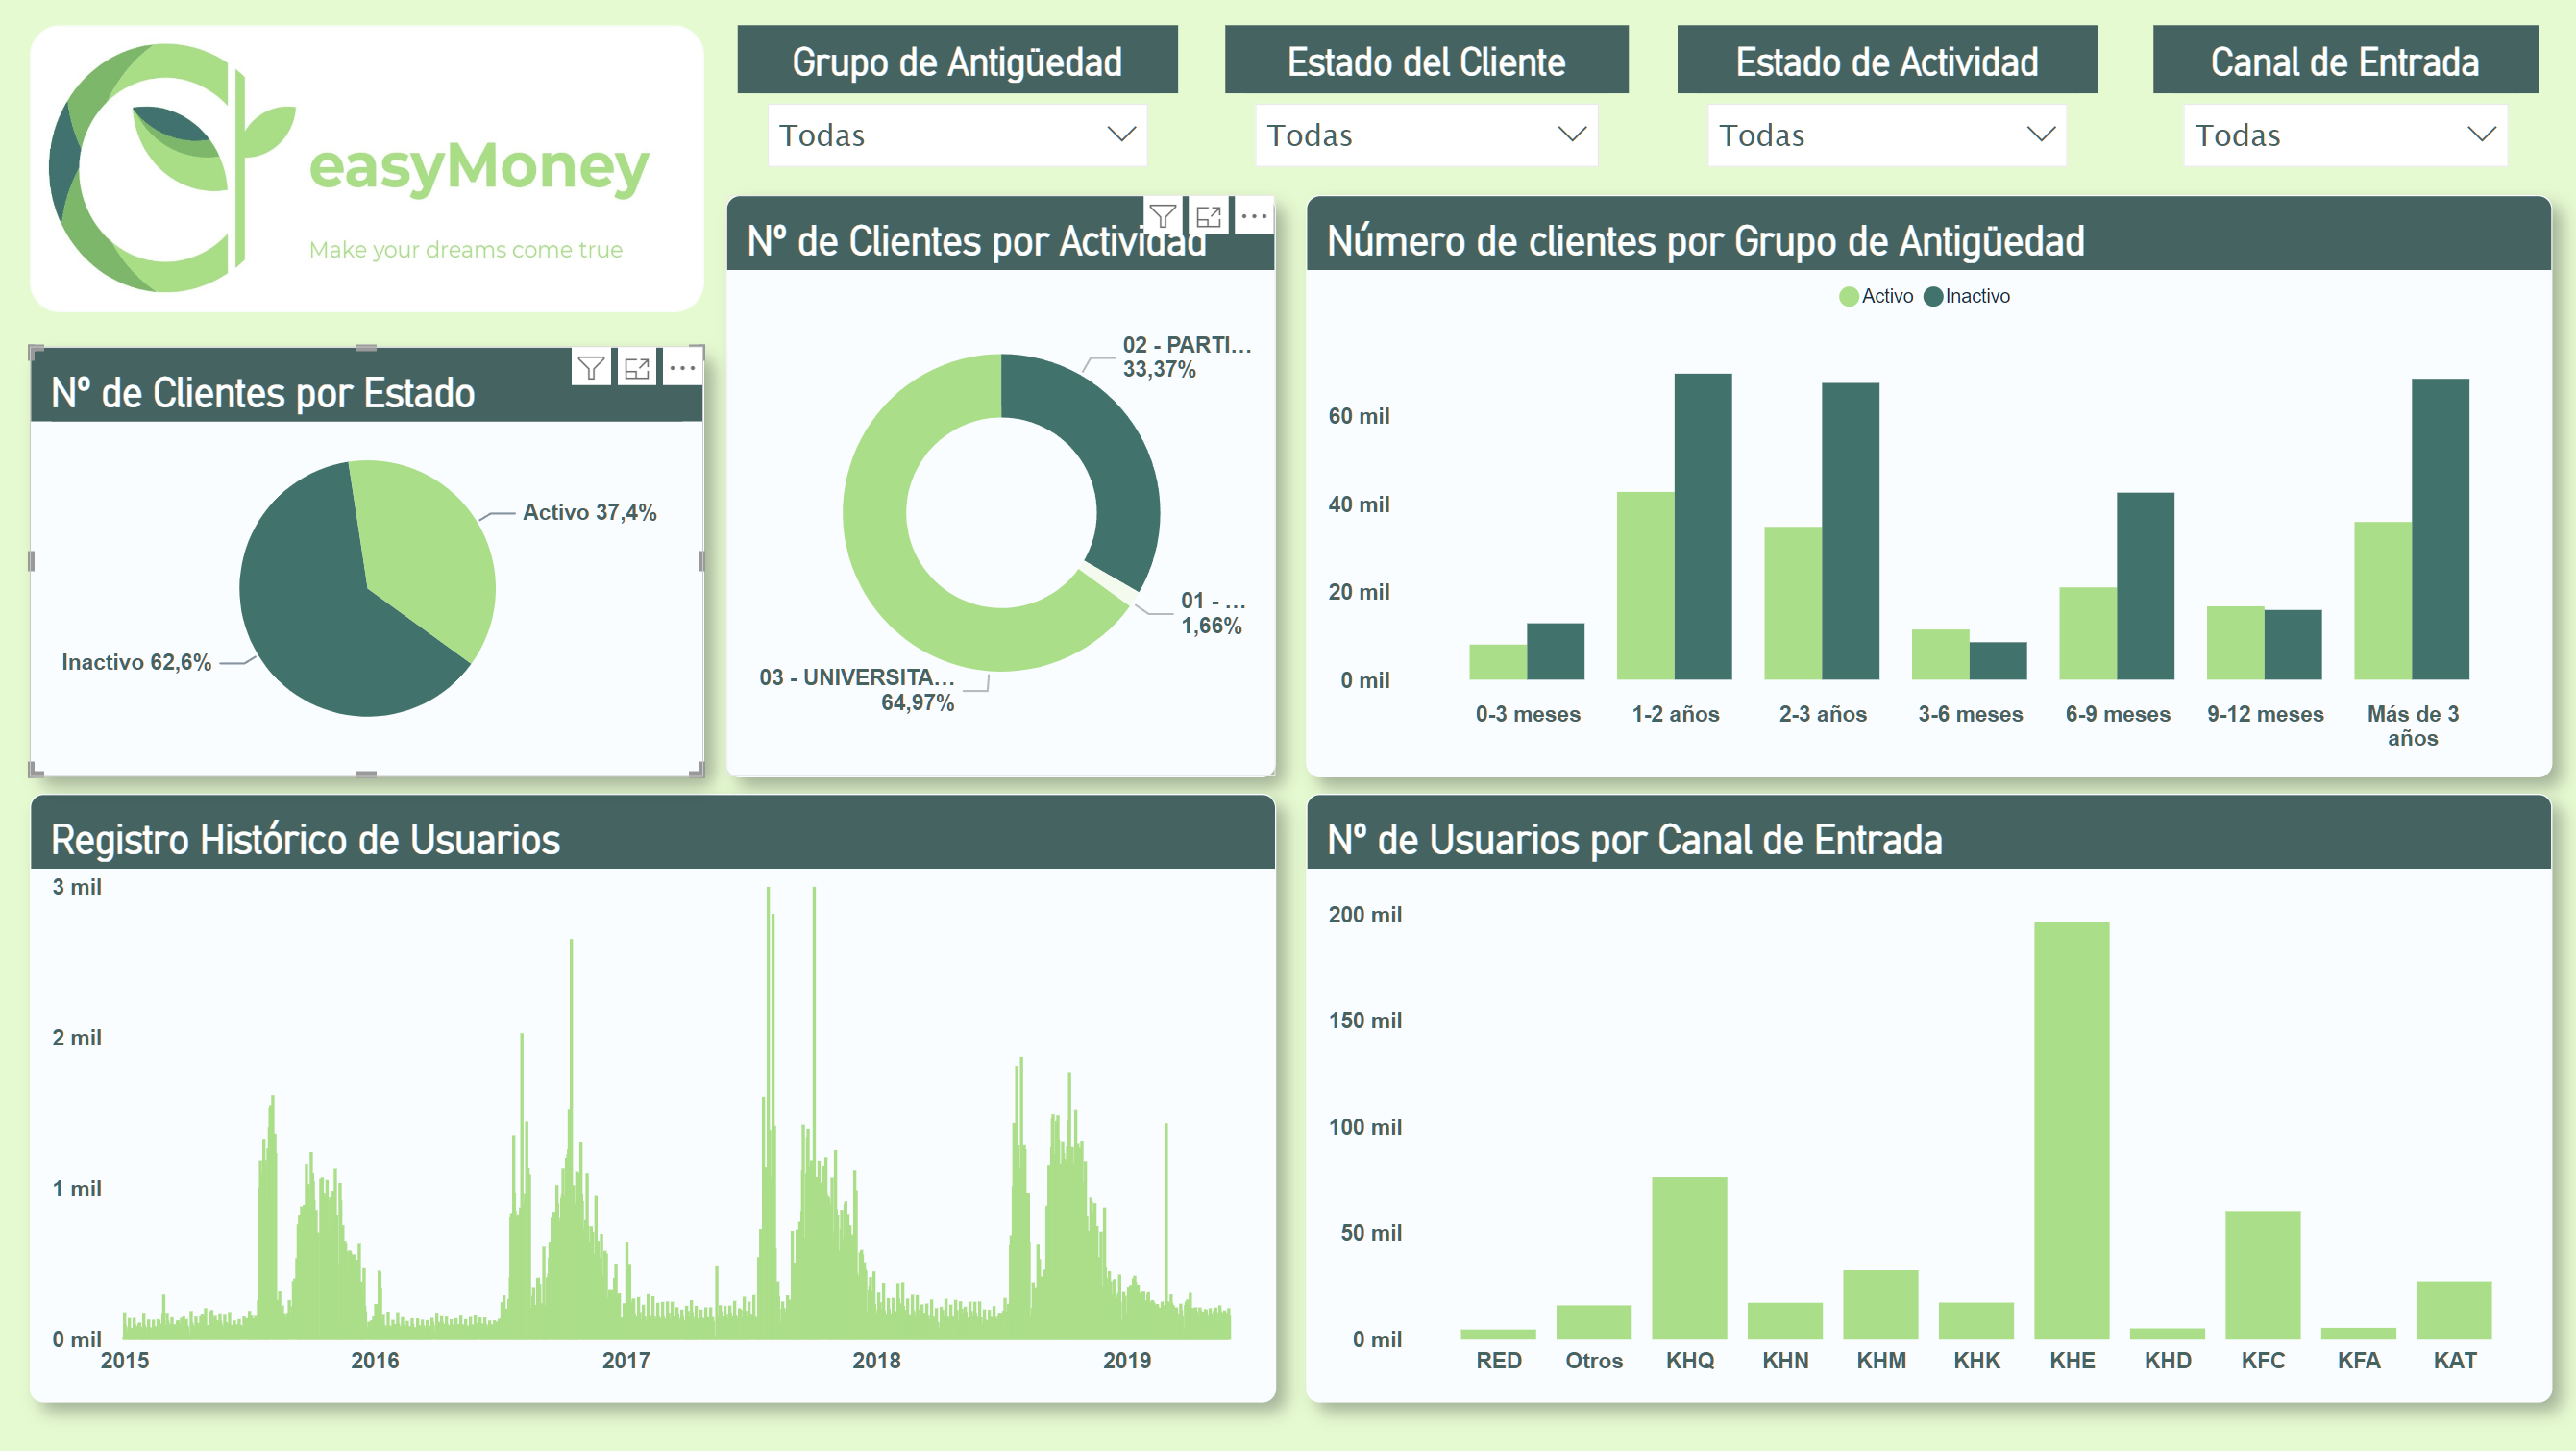 easyMoney
Make your dreams come true
Grupo de Antigüedad
Estado del Cliente
Estado de Actividad
Canal de Entrada
Todas
Todas
Todas
Todas
Nº de Clientes por Estado
Activo 37,4%
Inactivo 62,6%
Nº de Clientes por Actividad
02 - PARTI...
33,37%
01 - ...
1,66%
03 - UNIVERSITA...
64,97%
Número de clientes por Grupo de Antigüedad
Activo Inactivo
60 mil
40 mil
20 mil
0 mil
0-3 meses 1-2 años 2-3 años 3-6 meses 6-9 meses 9-12 meses Más de 3
años
Registro Histórico de Usuarios
3 mil
2 mil
1 mil
0 mil
2015 2016 2017 2018 2019
Nº de Usuarios por Canal de Entrada
200 mil
150 mil
100 mil
50 mil
0 mil
RED Otros KHQ KHN KHM KHK KHE KHD KFC KFA KAT